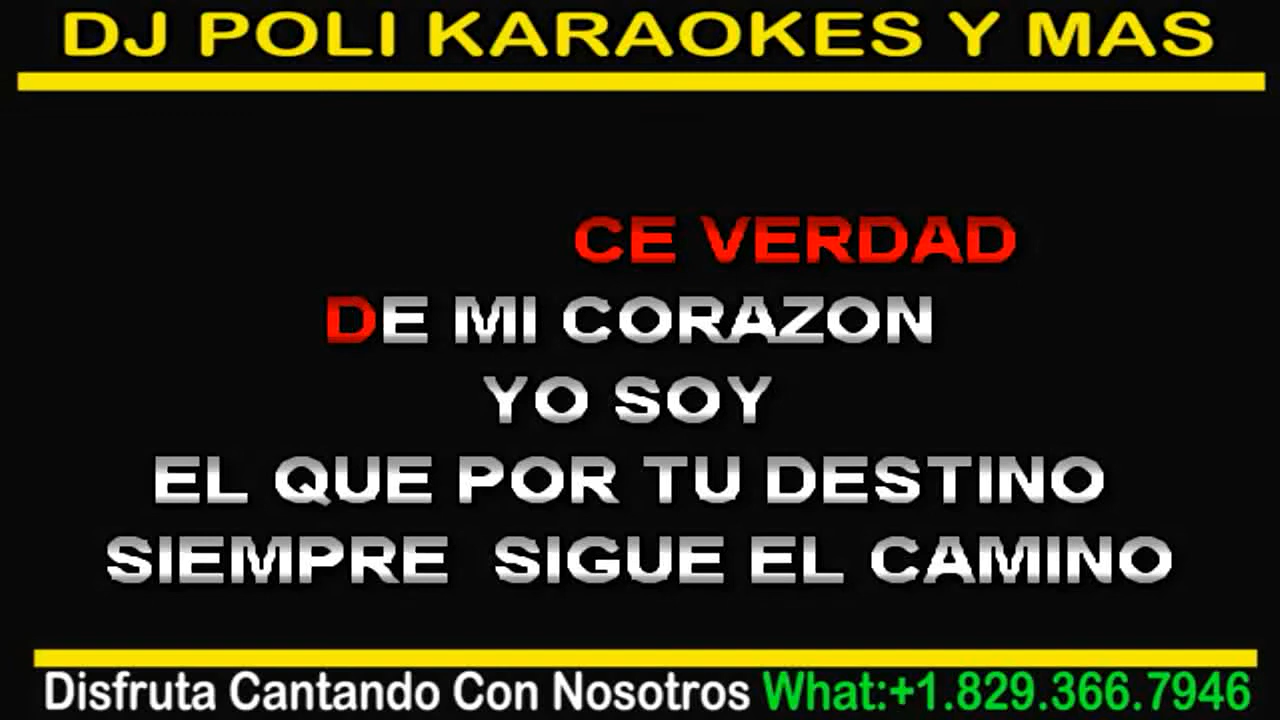 DJ POLI KARAOKES Y MAS
CE VERDAD
DE MI CORAZON
YO SOY
EL QUE POR TU DESTINO
SIEMPRE SIGUE EL CAMINO
Disfruta Cantando Con Nosotros What:+1.829.366.7946